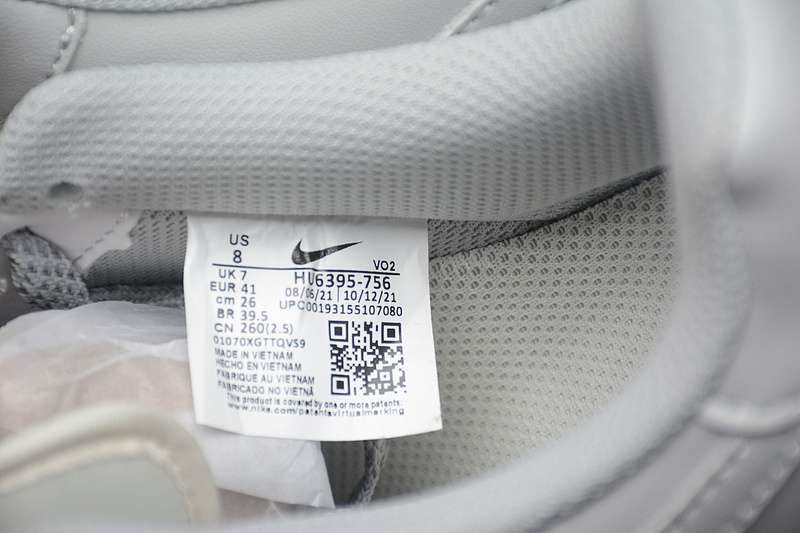 US
8
VO2
UK 7
HU6395-756
EUR 41
08/06/21 | 10/12/21
cm 26
UPC00193155107080
BR 39.5
CN 260(2.5)
01070XGTTQVS9
MADE IN VIETNAM
HECHO EN VIETNAM
FABRIQUE AU VIETNAM
FABRICADO NO VIETNÃ
This product is covered by one or more patents:
www.nike.com/patentsvirtualmarking